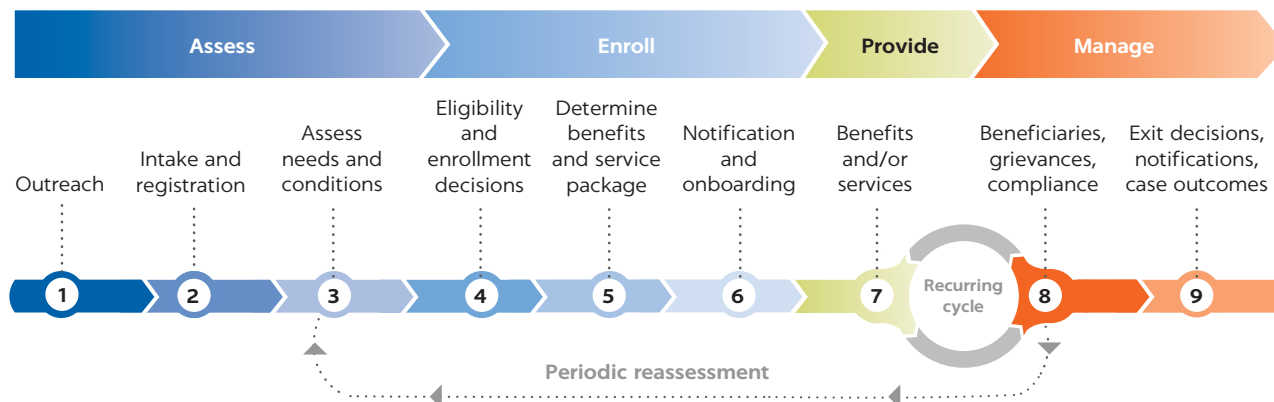 Assess
Enroll
Provide
Manage
Outreach
Intake and
registration
Assess
needs and
conditions
Eligibility
and
enrollment
decisions
Determine
benefits
and service
package
Notification
and
onboarding
Benefits
and/or
services
Beneficiaries,
grievances,
compliance
Exit decisions,
notifications,
case outcomes
1
2
3
4
5
6
7
Recurring
cycle
8
9
Periodic reassessment